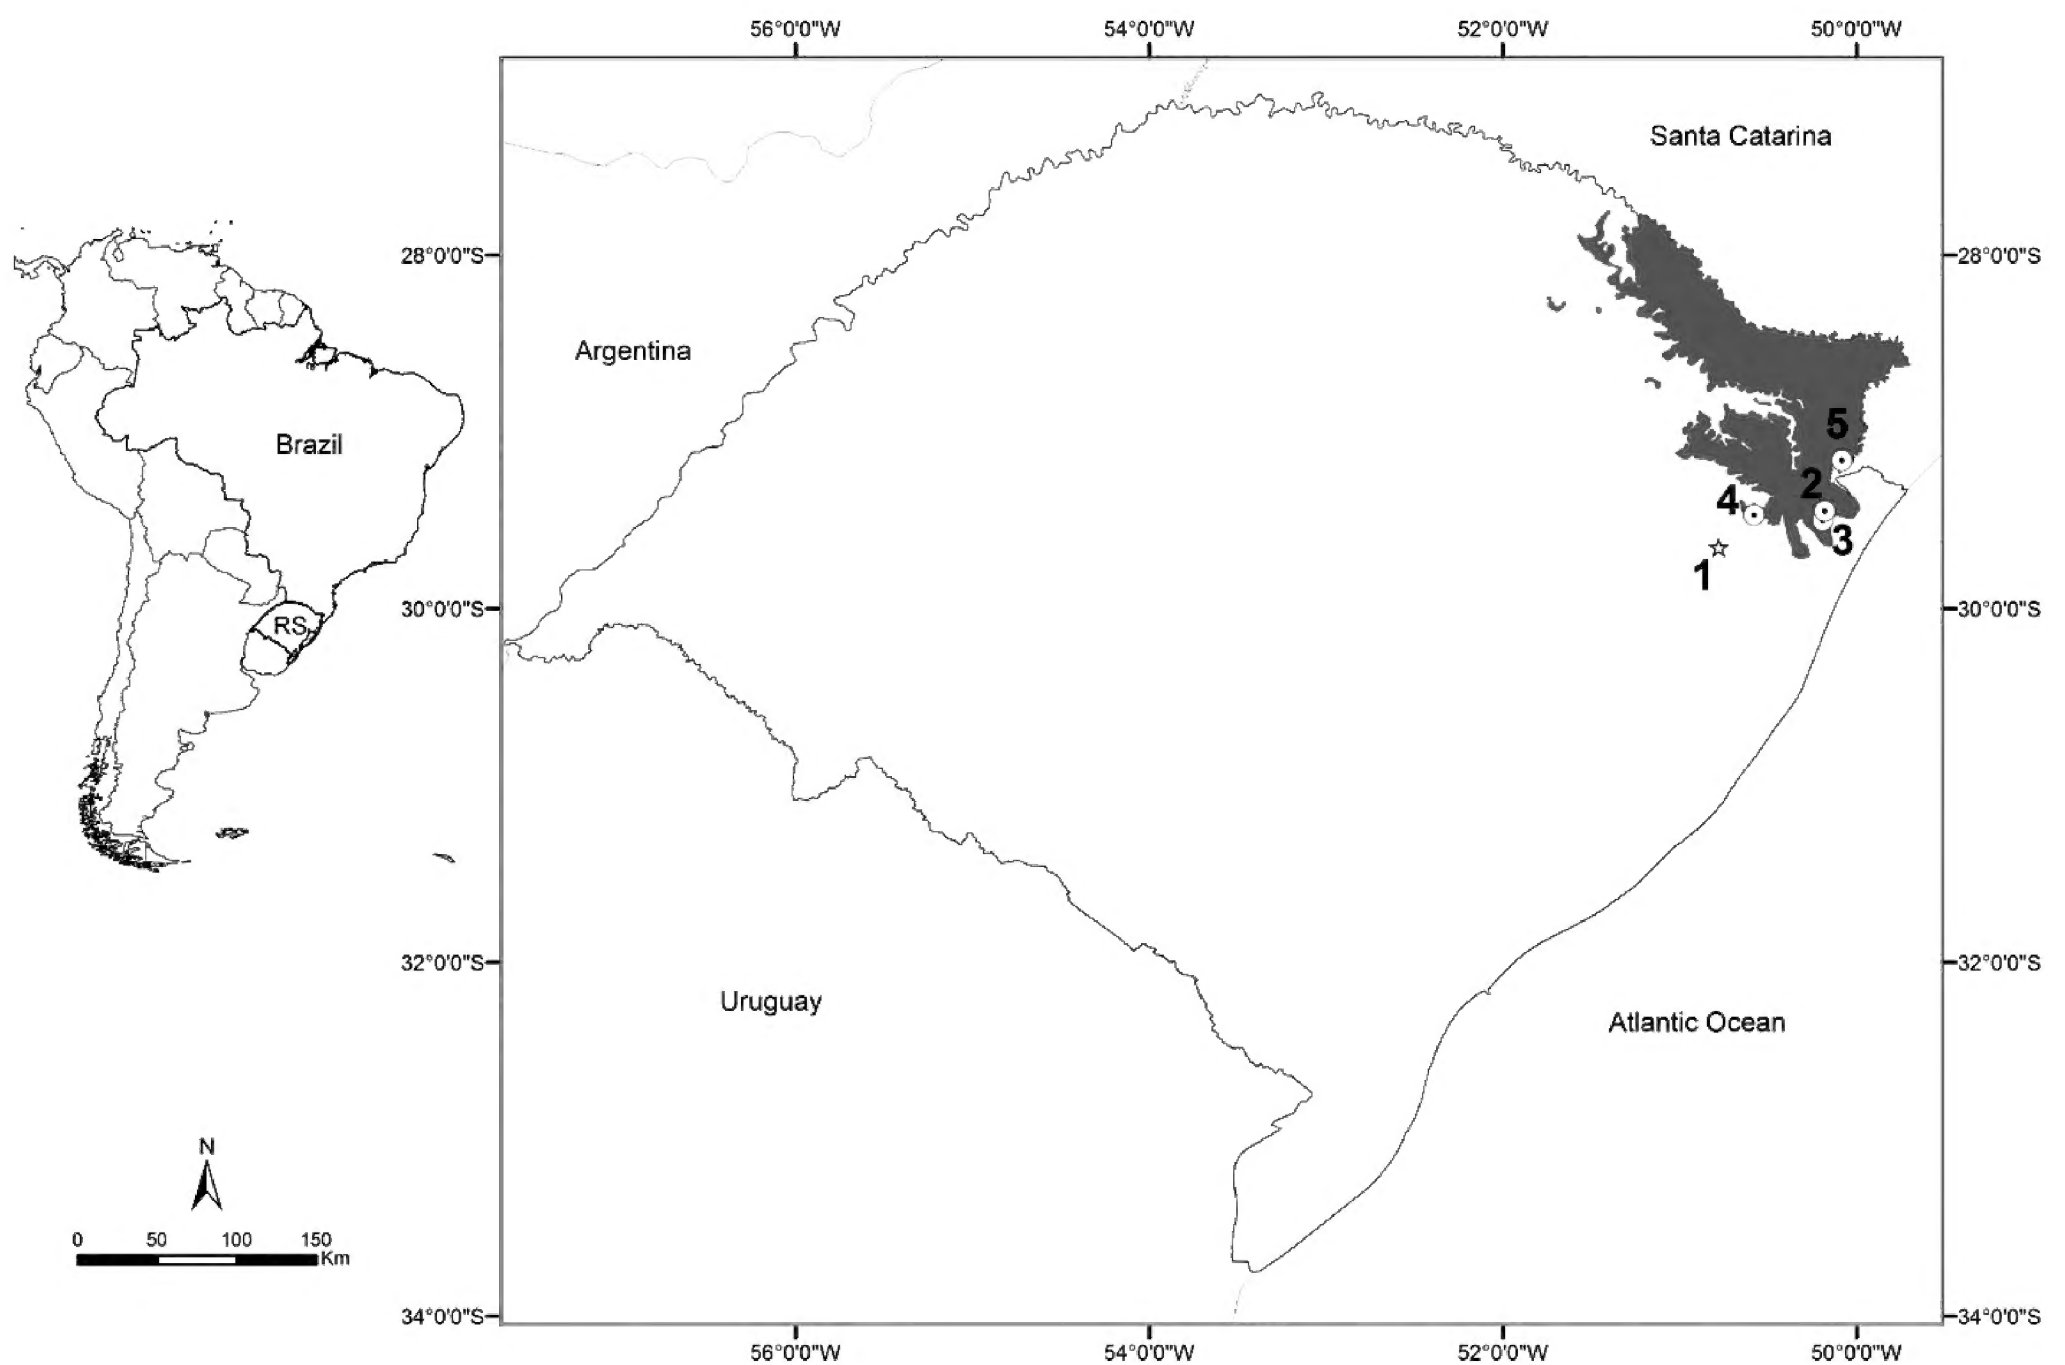 56°0'0"W 54°0'0"W 52°0'0"W 50°0'0"W
Santa Catarina
28°0'0"S 28°0'0"S
Argentina
Brazil
5
2
4
3
1
30°0'0"S 30°0'0"S
RS
32°0'0"S 32°0'0"S
Uruguay
Atlantic Ocean
N
0 50 100 150
Km
34°0'0"S 34°0'0"S
56°0'0"W 54°0'0"W 52°0'0"W 50°0'0"W